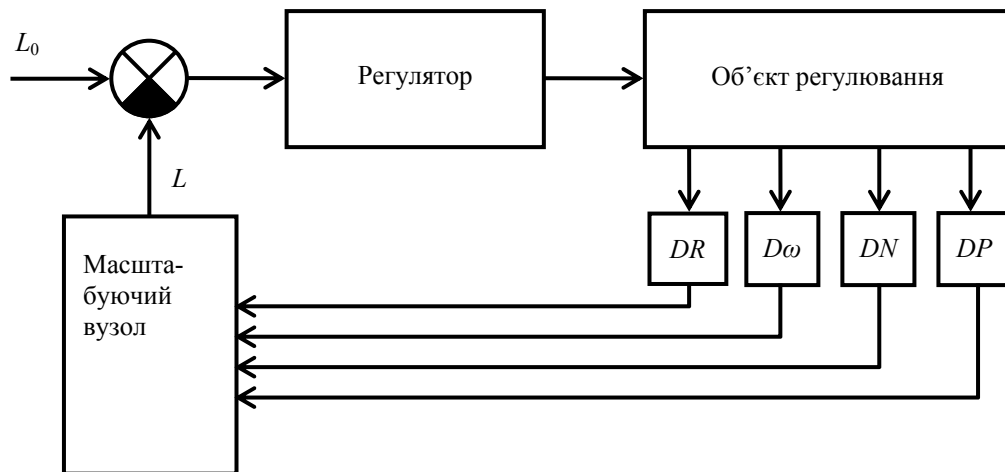 L0
Регулятор
Об’єкт регулювання
L
DR
Dω
DN
DP
Масшта-
буючий
вузол